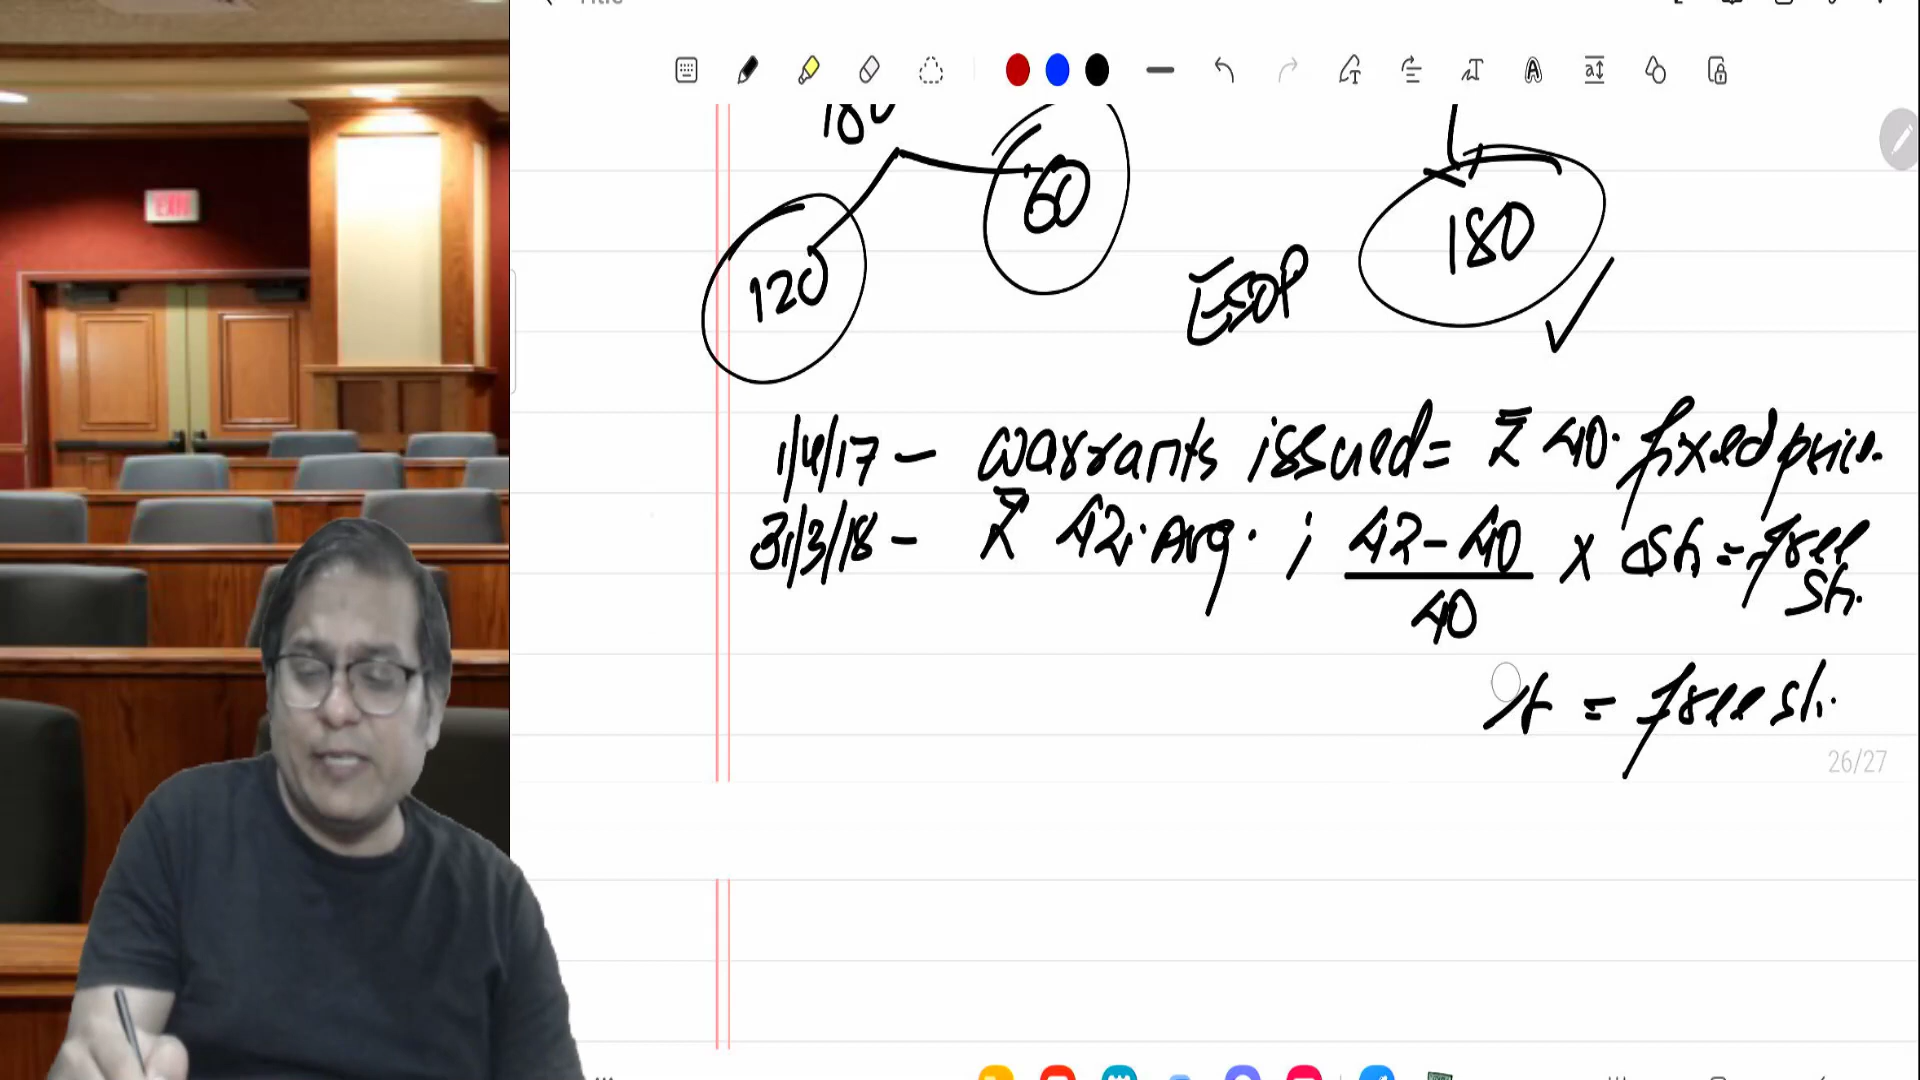 EXIT
180
60
120
180
ESOP
1/4/17 - warrants issued = ₹ 40. fixed price.
31/3/18 - ₹ 42. Avg. ; 42-40 / 40 x Sh = free sh.
= free sh.
26/27